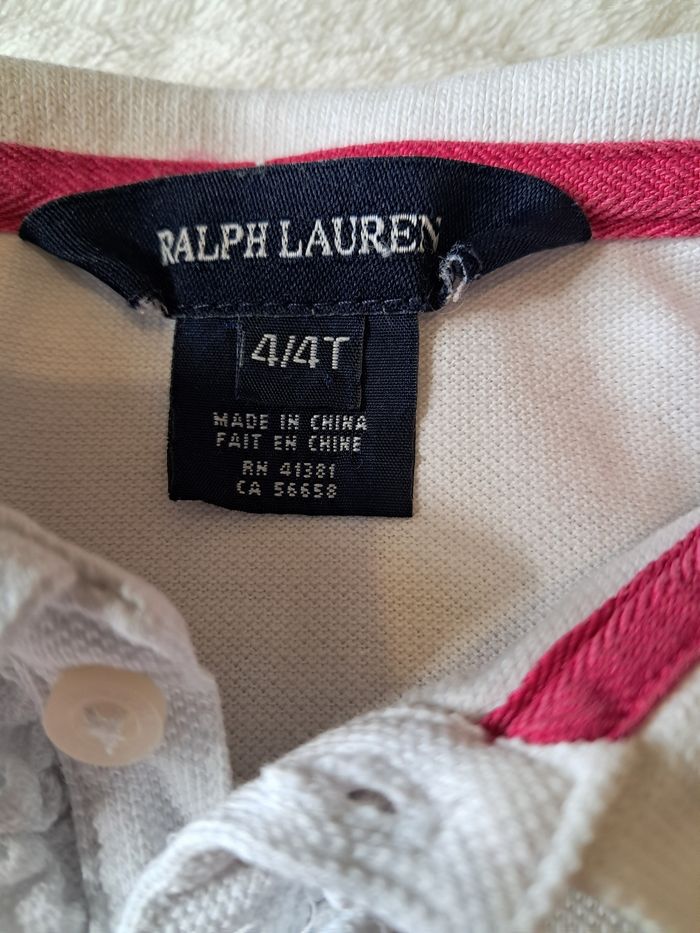 RALPH LAUREN
4/4T
MADE IN CHINA
FAIT EN CHINE
RN 41381
CA 56658